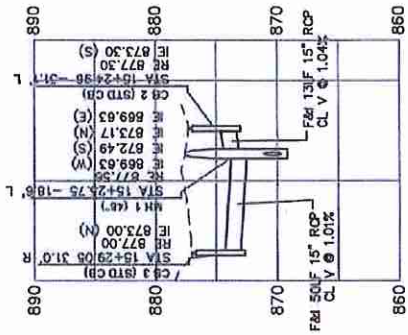 890
880
870
860
CB 3 (STD CB)
STA 15+29.05 31.0' R
RE 877.00
IE 873.00 (N)
MH 1 (48")
STA 15+25.75 -18.6' L
RE 877.56
IE 869.63 (W)
IE 872.49 (S)
IE 873.17 (N)
IE 869.63 (E)
CB 2 (STD CB)
STA 15+24.96 -31.1' L
RE 877.30
IE 873.30 (S)
F&I 50LF 15" RCP
CL V @ 1.01%
F&I 13LF 15" RCP
CL V @ 1.04%
890
880
870
860